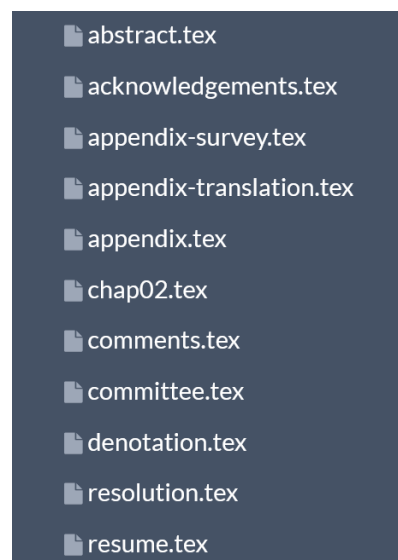 abstract.tex
acknowledgements.tex
appendix-survey.tex
appendix-translation.tex
appendix.tex
chap02.tex
comments.tex
committee.tex
denotation.tex
resolution.tex
resume.tex